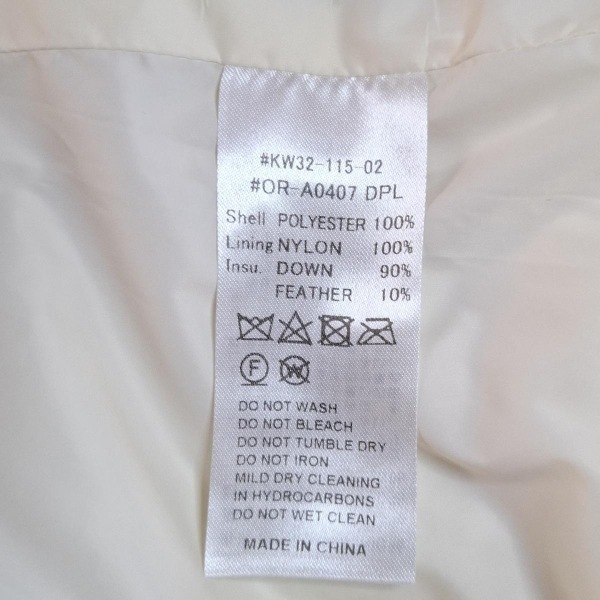 #KW32-115-02
#OR-A0407 DPL
Shell POLYESTER 100%
Lining NYLON 100%
Insu. DOWN 90%
FEATHER 10%
F W
DO NOT WASH
DO NOT BLEACH
DO NOT TUMBLE DRY
DO NOT IRON
MILD DRY CLEANING
IN HYDROCARBONS
DO NOT WET CLEAN
MADE IN CHINA